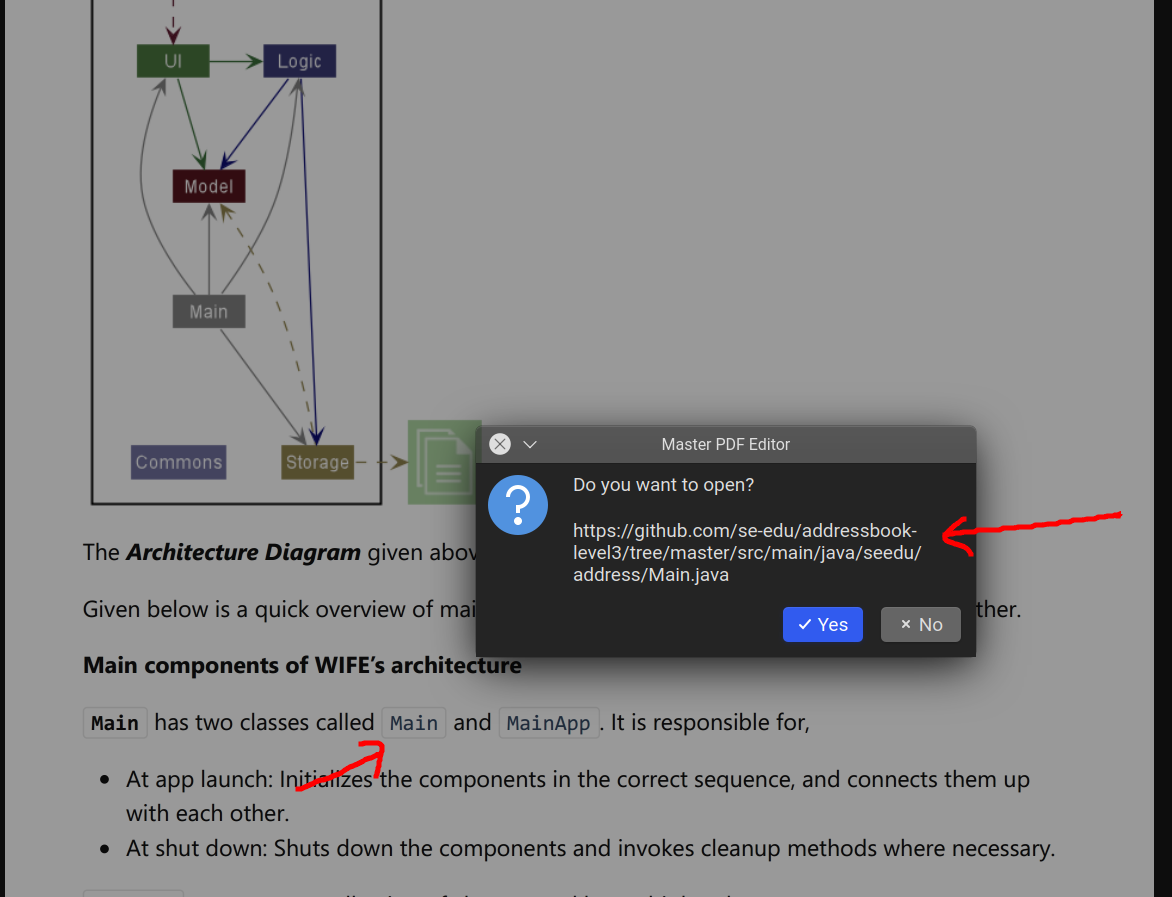 UI
Logic
Model
Main
Commons
Storage
Master PDF Editor
Do you want to open?
https://github.com/se-edu/addressbook-
level3/tree/master/src/main/java/seedu/
address/Main.java
Yes
No
The Architecture Diagram given abov
Given below is a quick overview of mai
ther.
Main components of WIFE’s architecture
Main has two classes called Main and MainApp. It is responsible for,
• At app launch: Initializes the components in the correct sequence, and connects them up
with each other.
• At shut down: Shuts down the components and invokes cleanup methods where necessary.